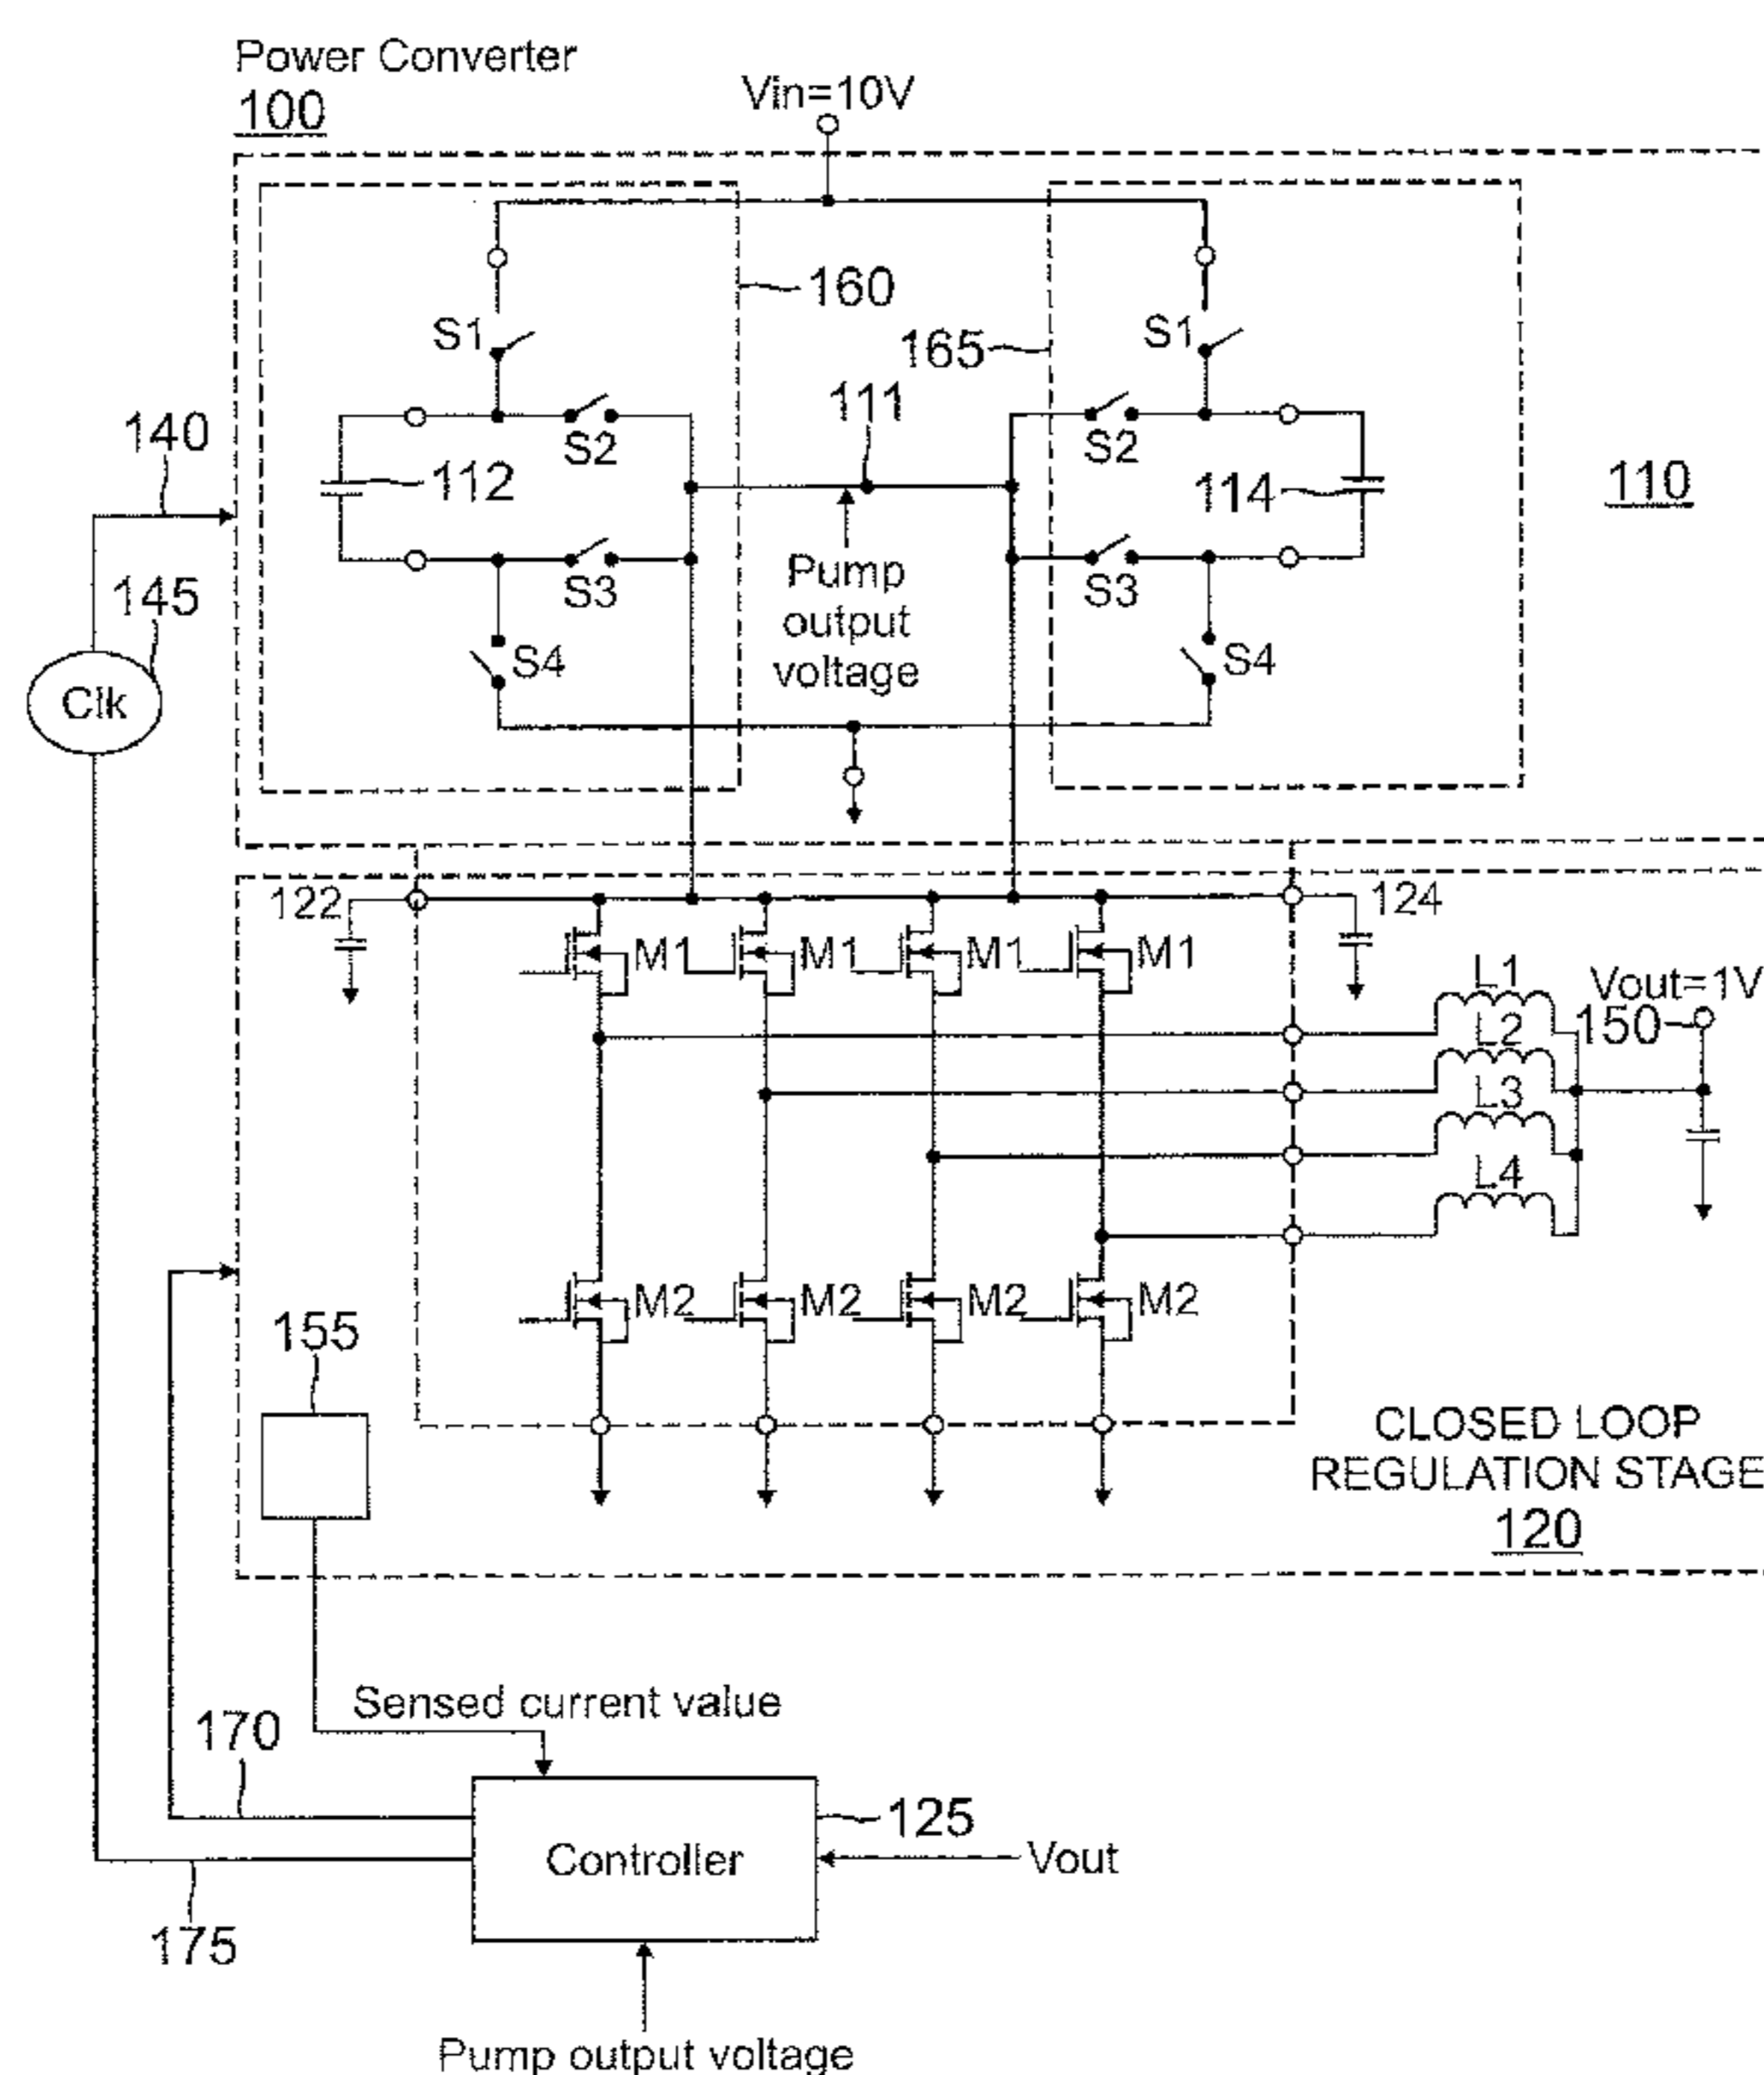 Power Converter
100
Vin=10V
160
S1
S1
165
111
140
S2
S2
112
114
110
145
S3
S3
Pump
output
voltage
S4
S4
Clk
122
124
M1
M1
M1
M1
L1
Vout=1V
L2
150
L3
L4
M2
M2
M2
M2
155
CLOSED LOOP
REGULATION STAGE
120
Sensed current value
170
125
Controller
Vout
175
Pump output voltage